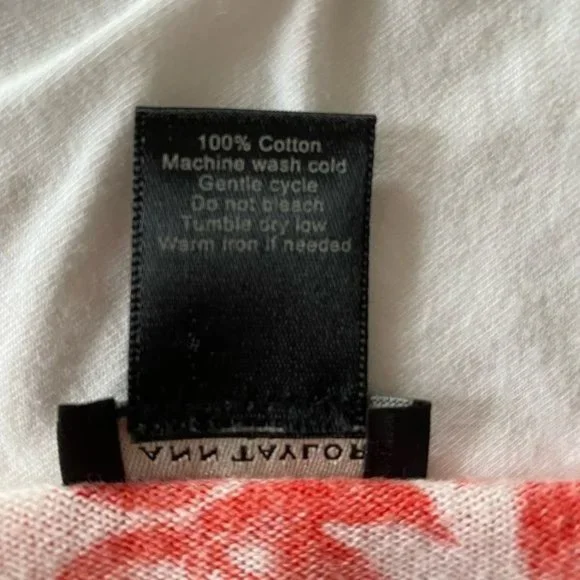 100% Cotton
Machine wash cold
Gentle cycle
Do not bleach
Tumble dry low
Warm iron if needed
ANN TAYLOR